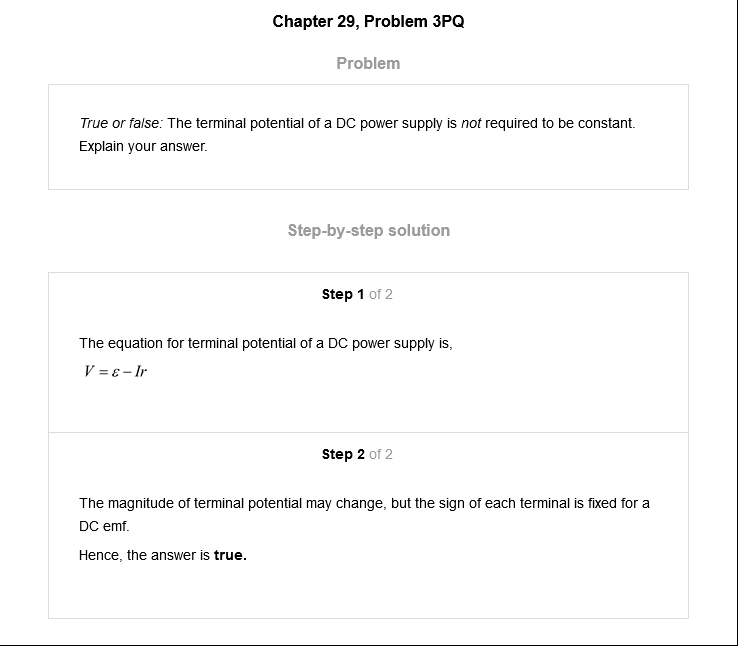 Chapter 29, Problem 3PQ
Problem
True or false: The terminal potential of a DC power supply is not required to be constant.
Explain your answer.
Step-by-step solution
Step 1 of 2
The equation for terminal potential of a DC power supply is,
V = ε − Ir
Step 2 of 2
The magnitude of terminal potential may change, but the sign of each terminal is fixed for a
DC emf.
Hence, the answer is true.